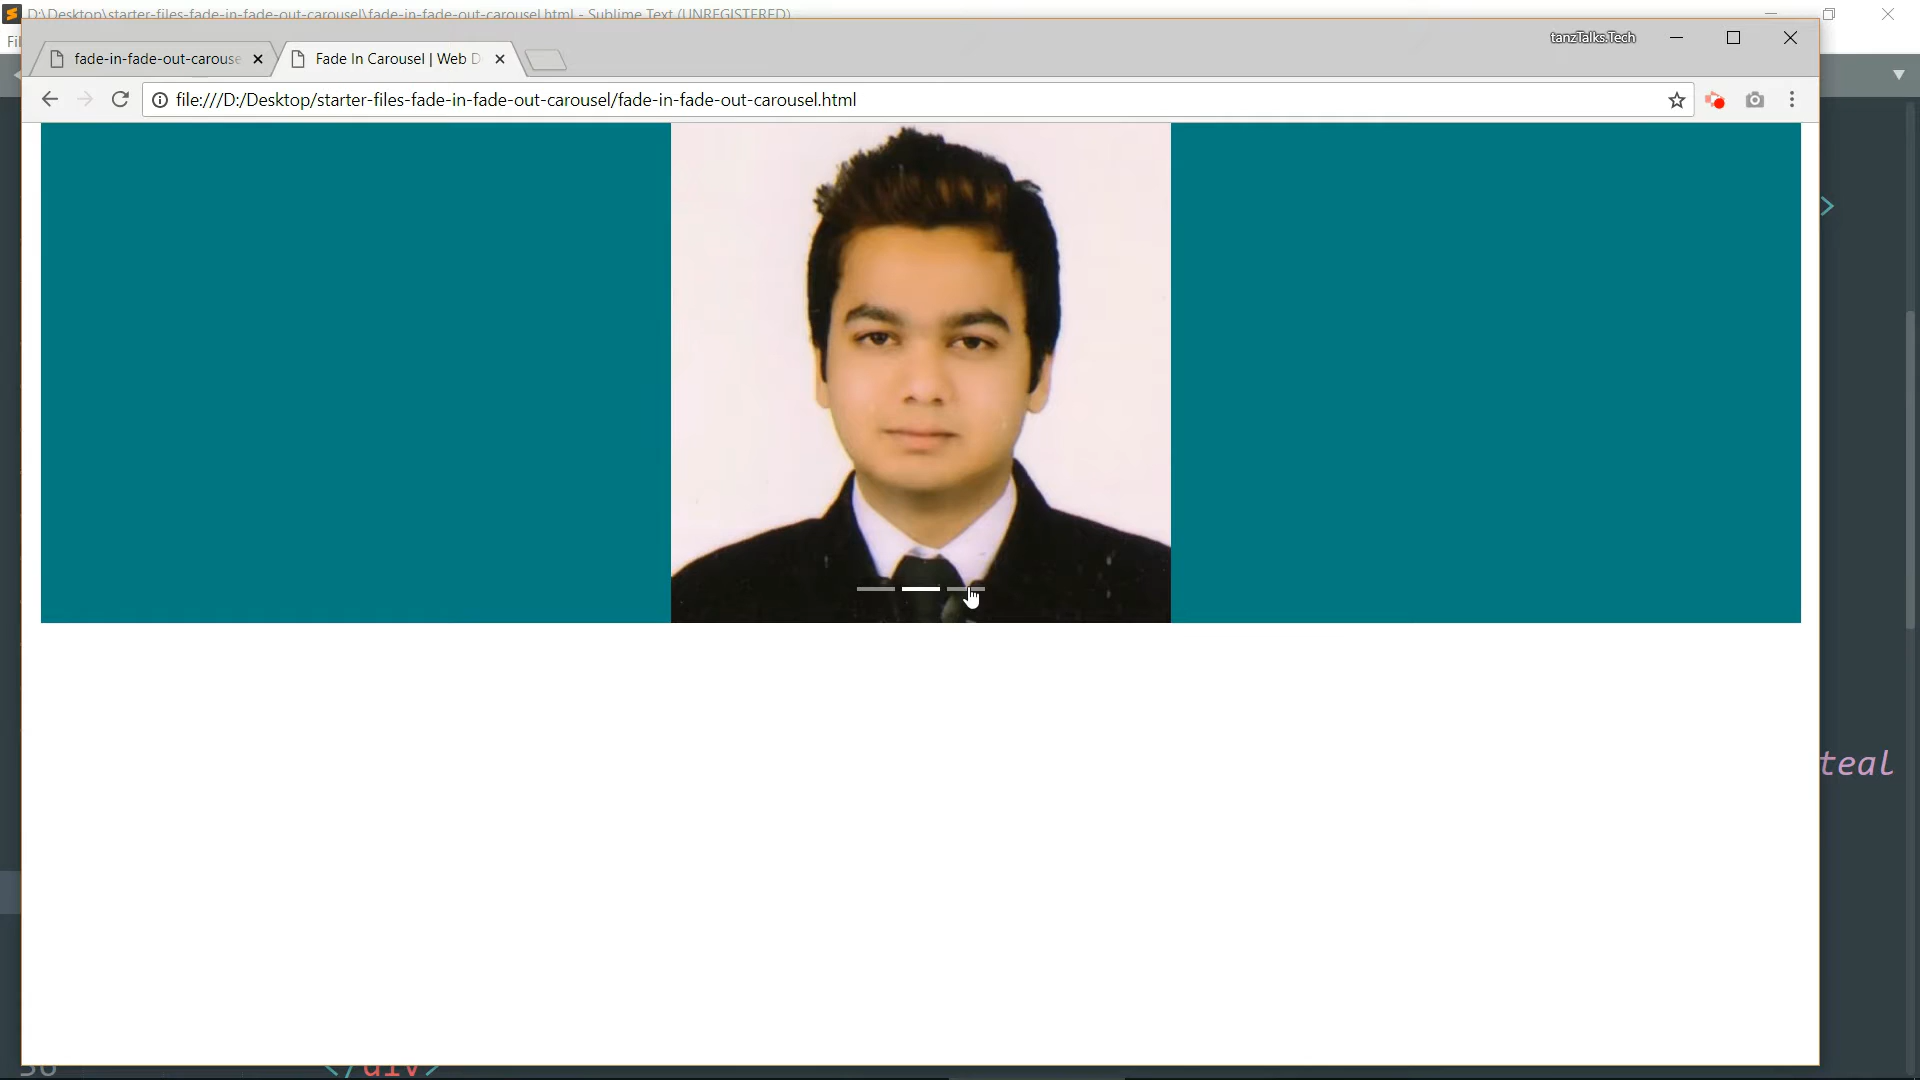 D:\Desktop\starter-files-fade-in-fade-out-carousel\fade-in-fade-out-carousel.html - Sublime Text (UNREGISTERED)
tanzTalks.Tech
Fil
fade-in-fade-out-carouse
Fade In Carousel | Web D
file:///D:/Desktop/starter-files-fade-in-fade-out-carousel/fade-in-fade-out-carousel.html
>
teal
</div>